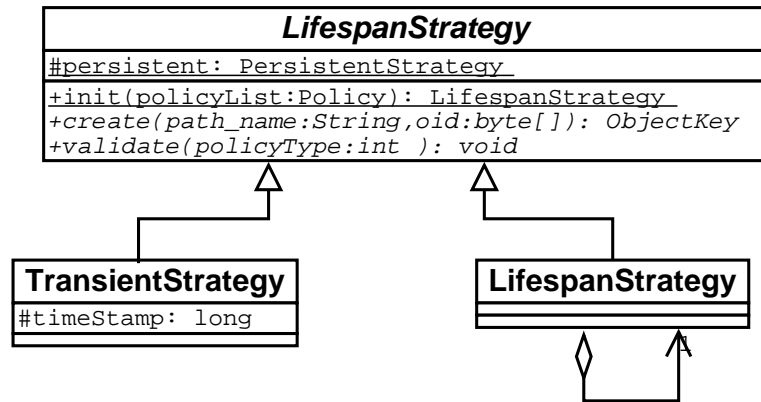 LifespanStrategy
#persistent: PersistentStrategy
+init(policyList:Policy): LifespanStrategy
+create(path_name:String,oid:byte[]): ObjectKey
+validate(policyType:int ): void
TransientStrategy
#timeStamp: long
LifespanStrategy
1